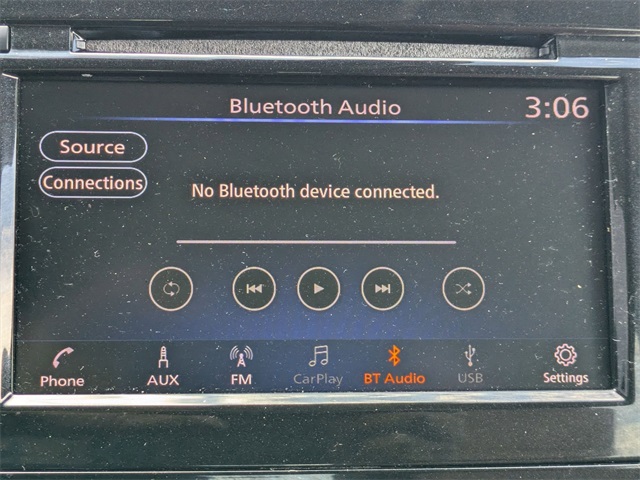 Bluetooth Audio 3:06
Source
Connections
No Bluetooth device connected.
Phone AUX FM CarPlay BT Audio USB Settings